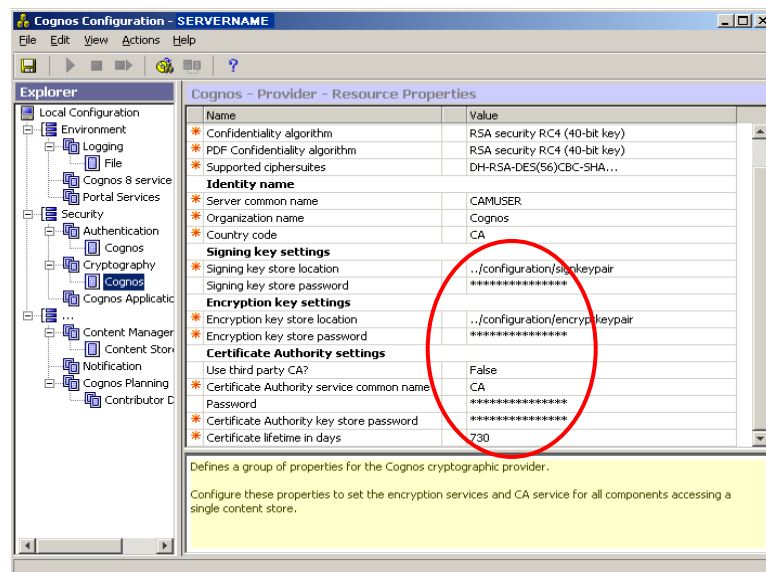 Cognos Configuration - SERVERNAME
File Edit View Actions Help
Explorer
Local Configuration
Environment
Logging
File
Cognos 8 service
Portal Services
Security
Authentication
Cognos
Cryptography
Cognos
Cognos Applicatic
...
Content Manager
Content Store
Notification
Cognos Planning
Contributor D
Cognos - Provider - Resource Properties
Name Value
* Confidentiality algorithm RSA security RC4 (40-bit key)
* PDF Confidentiality algorithm RSA security RC4 (40-bit key)
* Supported ciphersuites DH-RSA-DES(56)CBC-SHA...
Identity name
* Server common name CAMUSER
* Organization name Cognos
* Country code CA
Signing key settings
* Signing key store location ../configuration/signkeypair
Signing key store password ****************
Encryption key settings
* Encryption key store location ../configuration/encryptkeypair
* Encryption key store password ****************
Certificate Authority settings
Use third party CA? False
* Certificate Authority service common name CA
Password ****************
* Certificate Authority key store password ****************
* Certificate lifetime in days 730
Defines a group of properties for the Cognos cryptographic provider.
Configure these properties to set the encryption services and CA service for all components accessing a
single content store.